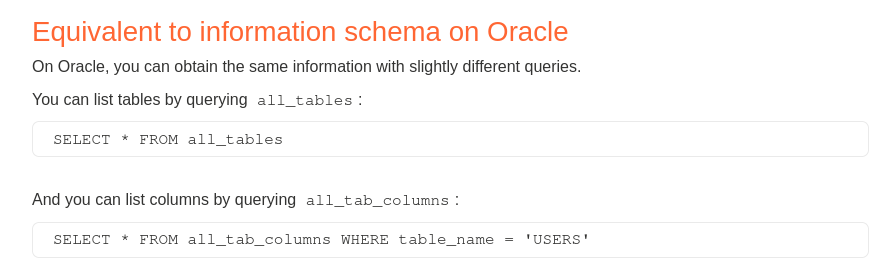 Equivalent to information schema on Oracle
On Oracle, you can obtain the same information with slightly different queries.
You can list tables by querying all_tables :
SELECT * FROM all_tables
And you can list columns by querying all_tab_columns :
SELECT * FROM all_tab_columns WHERE table_name = 'USERS'